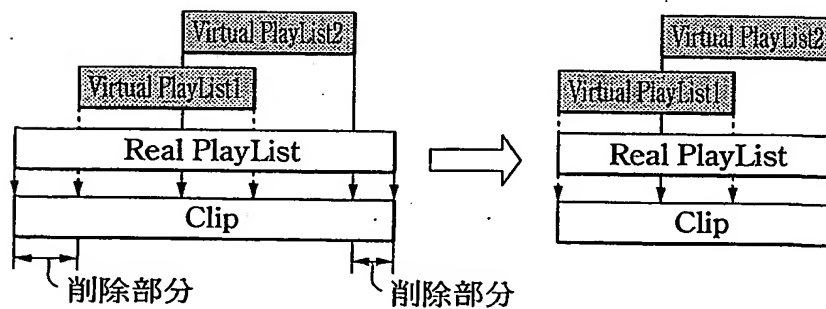 Virtual PlayList2
Virtual PlayList1
Real PlayList
Clip
削除部分
削除部分
Virtual PlayList2
Virtual PlayList1
Real PlayList
Clip